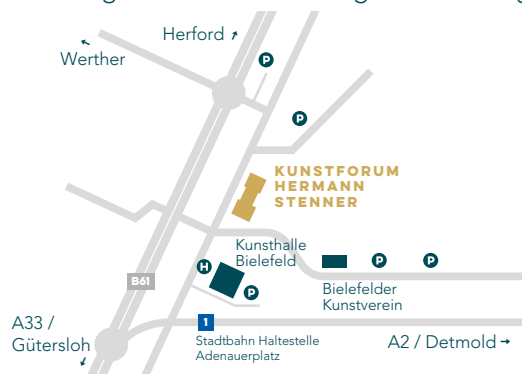 Herford
Werther
P
P
KUNSTFORUM
HERMANN
STENNER
Kunsthalle
Bielefeld
H
P
P
P
B61
Bielefelder
Kunstverein
1
A33 /
Gütersloh
Stadtbahn Haltestelle
Adenauerplatz
A2 / Detmold